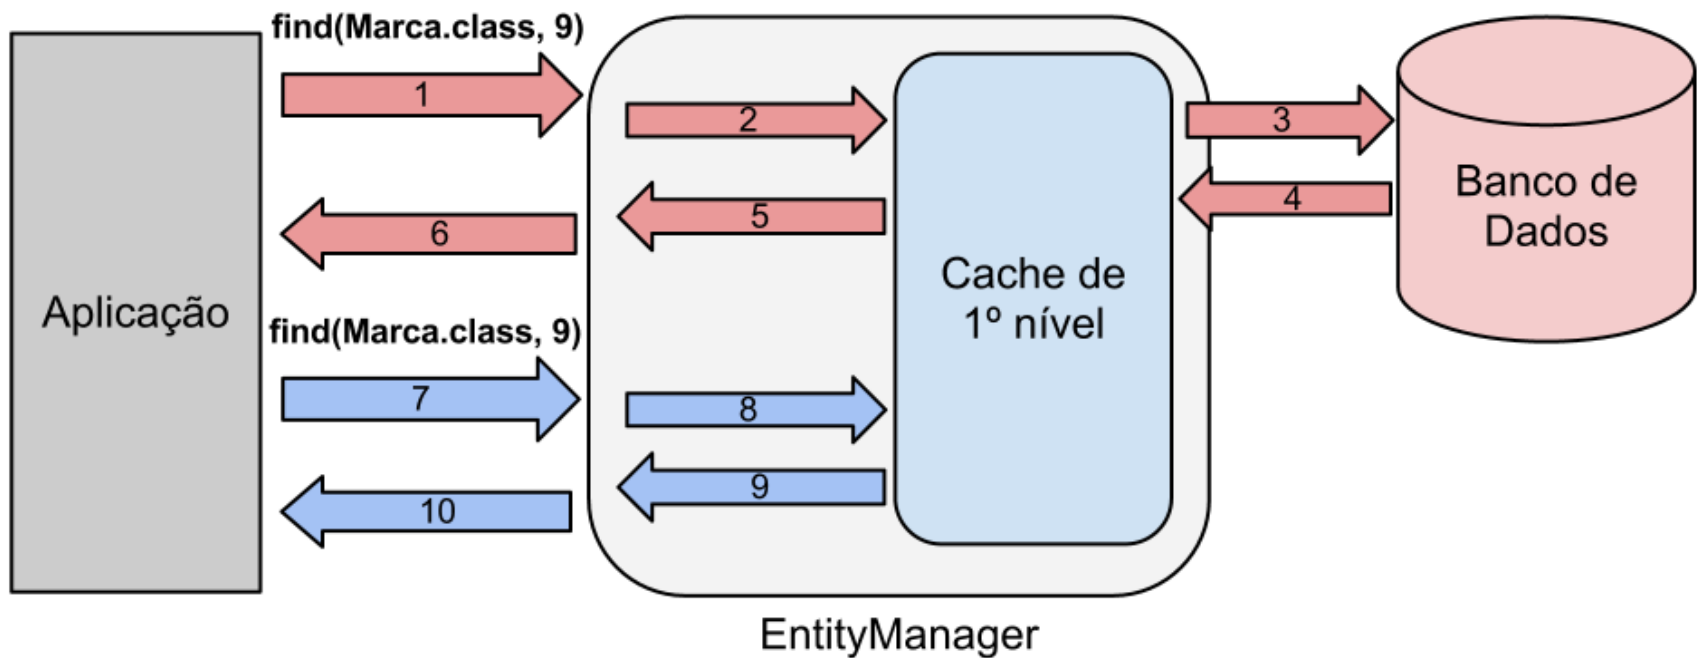 find(Marca.class, 9)
1
2
3
4
5
6
Banco de
Dados
Cache de
1º nível
Aplicação
find(Marca.class, 9)
7
8
9
10
EntityManager